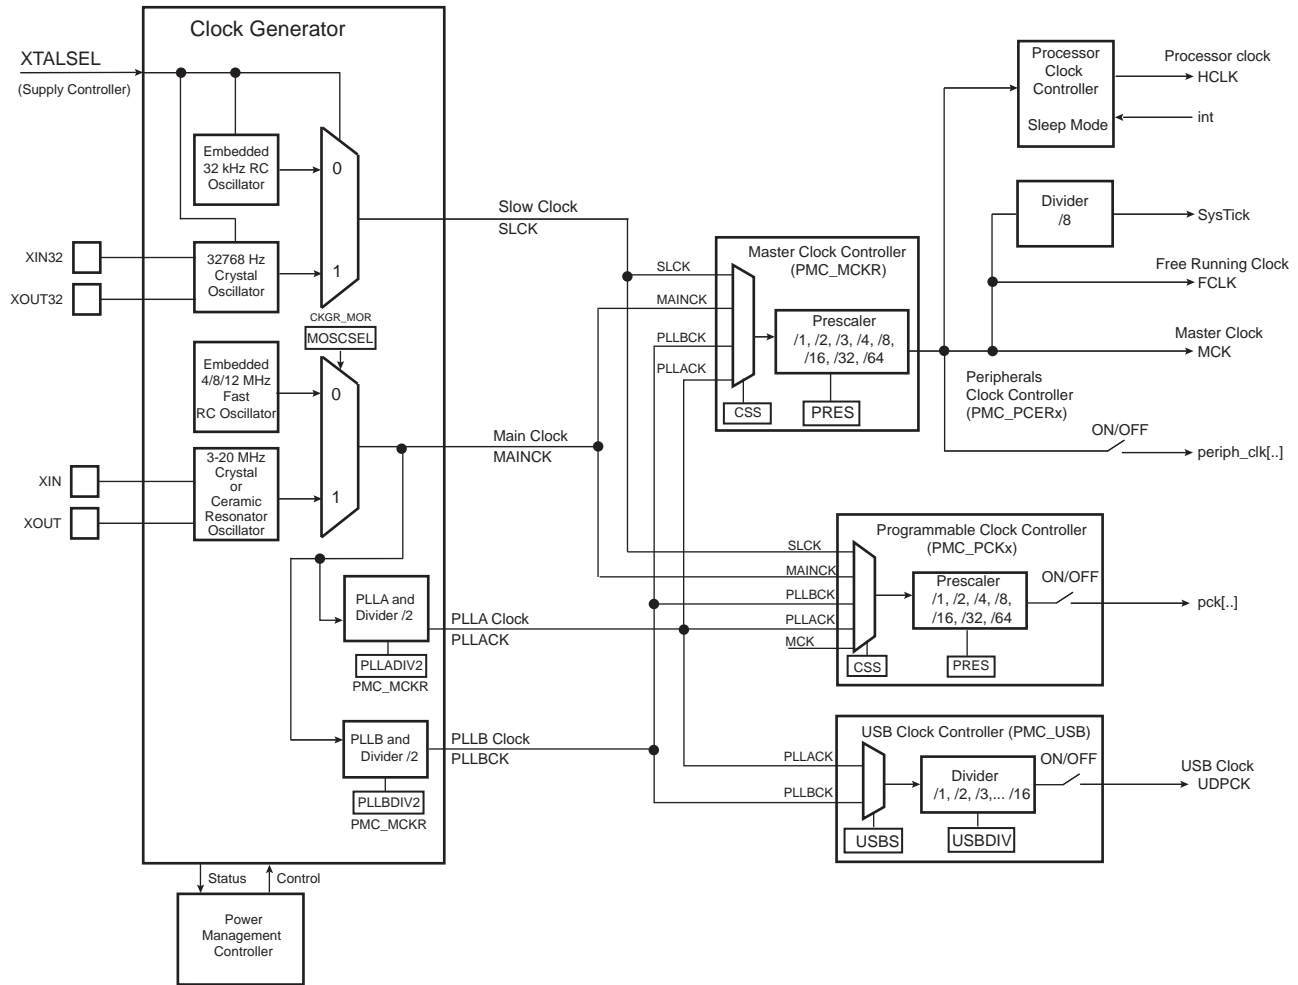 Clock Generator
XTALSEL
(Supply Controller)
Embedded
32 kHz RC
Oscillator
0
XIN32
XOUT32
32768 Hz
Crystal
Oscillator
1
CKGR_MOR
MOSCSEL
Embedded
4/8/12 MHz
Fast
RC Oscillator
0
XIN
XOUT
3-20 MHz
Crystal
or
Ceramic
Resonator
Oscillator
1
PLLA and
Divider /2
PLLADIV2
PMC_MCKR
PLLB and
Divider /2
PLLBDIV2
PMC_MCKR
Status
Control
Power
Management
Controller
Slow Clock
SLCK
Main Clock
MAINCK
PLLA Clock
PLLACK
PLLB Clock
PLLBCK
Master Clock Controller
(PMC_MCKR)
SLCK
MAINCK
PLLBCK
PLLACK
Prescaler
/1, /2, /3, /4, /8,
/16, /32, /64
CSS
PRES
Processor
Clock
Controller
Sleep Mode
Processor clock
HCLK
int
Divider
/8
SysTick
Free Running Clock
FCLK
Master Clock
MCK
Peripherals
Clock Controller
(PMC_PCERx)
ON/OFF
periph_clk[..]
Programmable Clock Controller
(PMC_PCKx)
SLCK
MAINCK
PLLBCK
PLLACK
MCK
Prescaler
/1, /2, /4, /8,
/16, /32, /64
ON/OFF
pck[..]
CSS
PRES
USB Clock Controller (PMC_USB)
PLLACK
PLLBCK
Divider
/1, /2, /3,... /16
ON/OFF
USB Clock
UDPCK
USBS
USBDIV